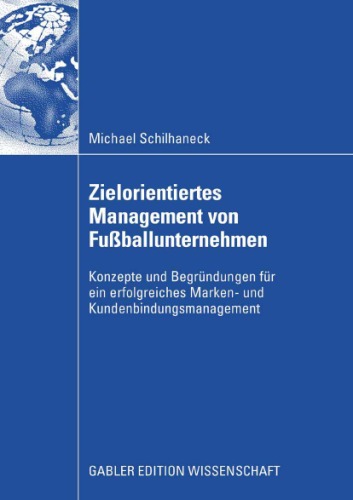 Michael Schilhaneck
Zielorientiertes
Management von
Fußballunternehmen
Konzepte und Begründungen für
ein erfolgreiches Marken- und
Kundenbindungsmanagement
GABLER EDITION WISSENSCHAFT